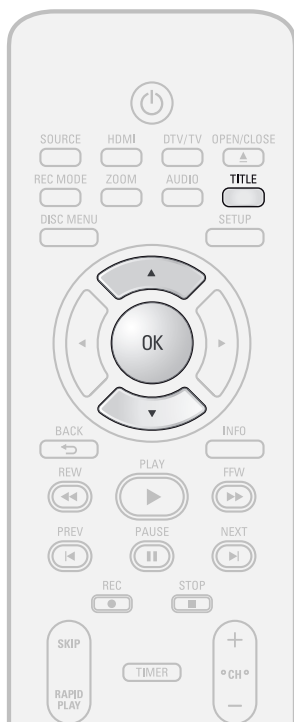 SOURCE HDMI DTV/TV OPEN/CLOSE
REC MODE ZOOM AUDIO TITLE
DISC MENU SETUP
OK
BACK INFO
REW PLAY FFW
PREV PAUSE NEXT
REC STOP
SKIP
TIMER CH
RAPID
PLAY